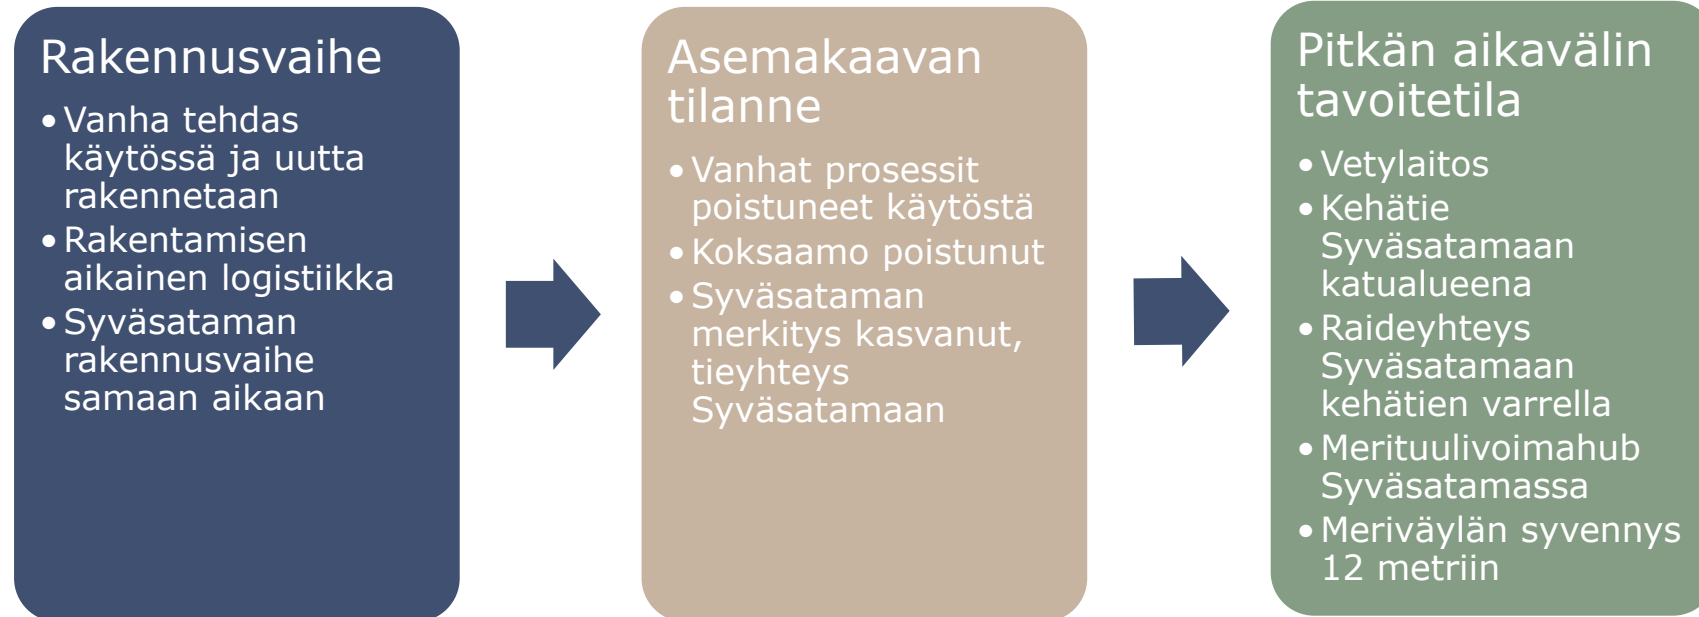 Rakennusvaihe
• Vanha tehdas
käytössä ja uutta
rakennetaan
• Rakentamisen
aikainen logistiikka
• Syväsataman
rakennusvaihe
samaan aikaan
Asemakaavan
tilanne
• Vanhat prosessit
poistuneet käytöstä
• Koksaamo poistunut
• Syväsataman
merkitys kasvanut,
tieyhteys
Syväsatamaan
Pitkän aikavälin
tavoitetila
• Vetylaitos
• Kehätie
Syväsatamaan
katualueena
• Raideyhteys
Syväsatamaan
kehätien varrella
• Merituulivoimahub
Syväsatamassa
• Meriväylän syvennys
12 metriin